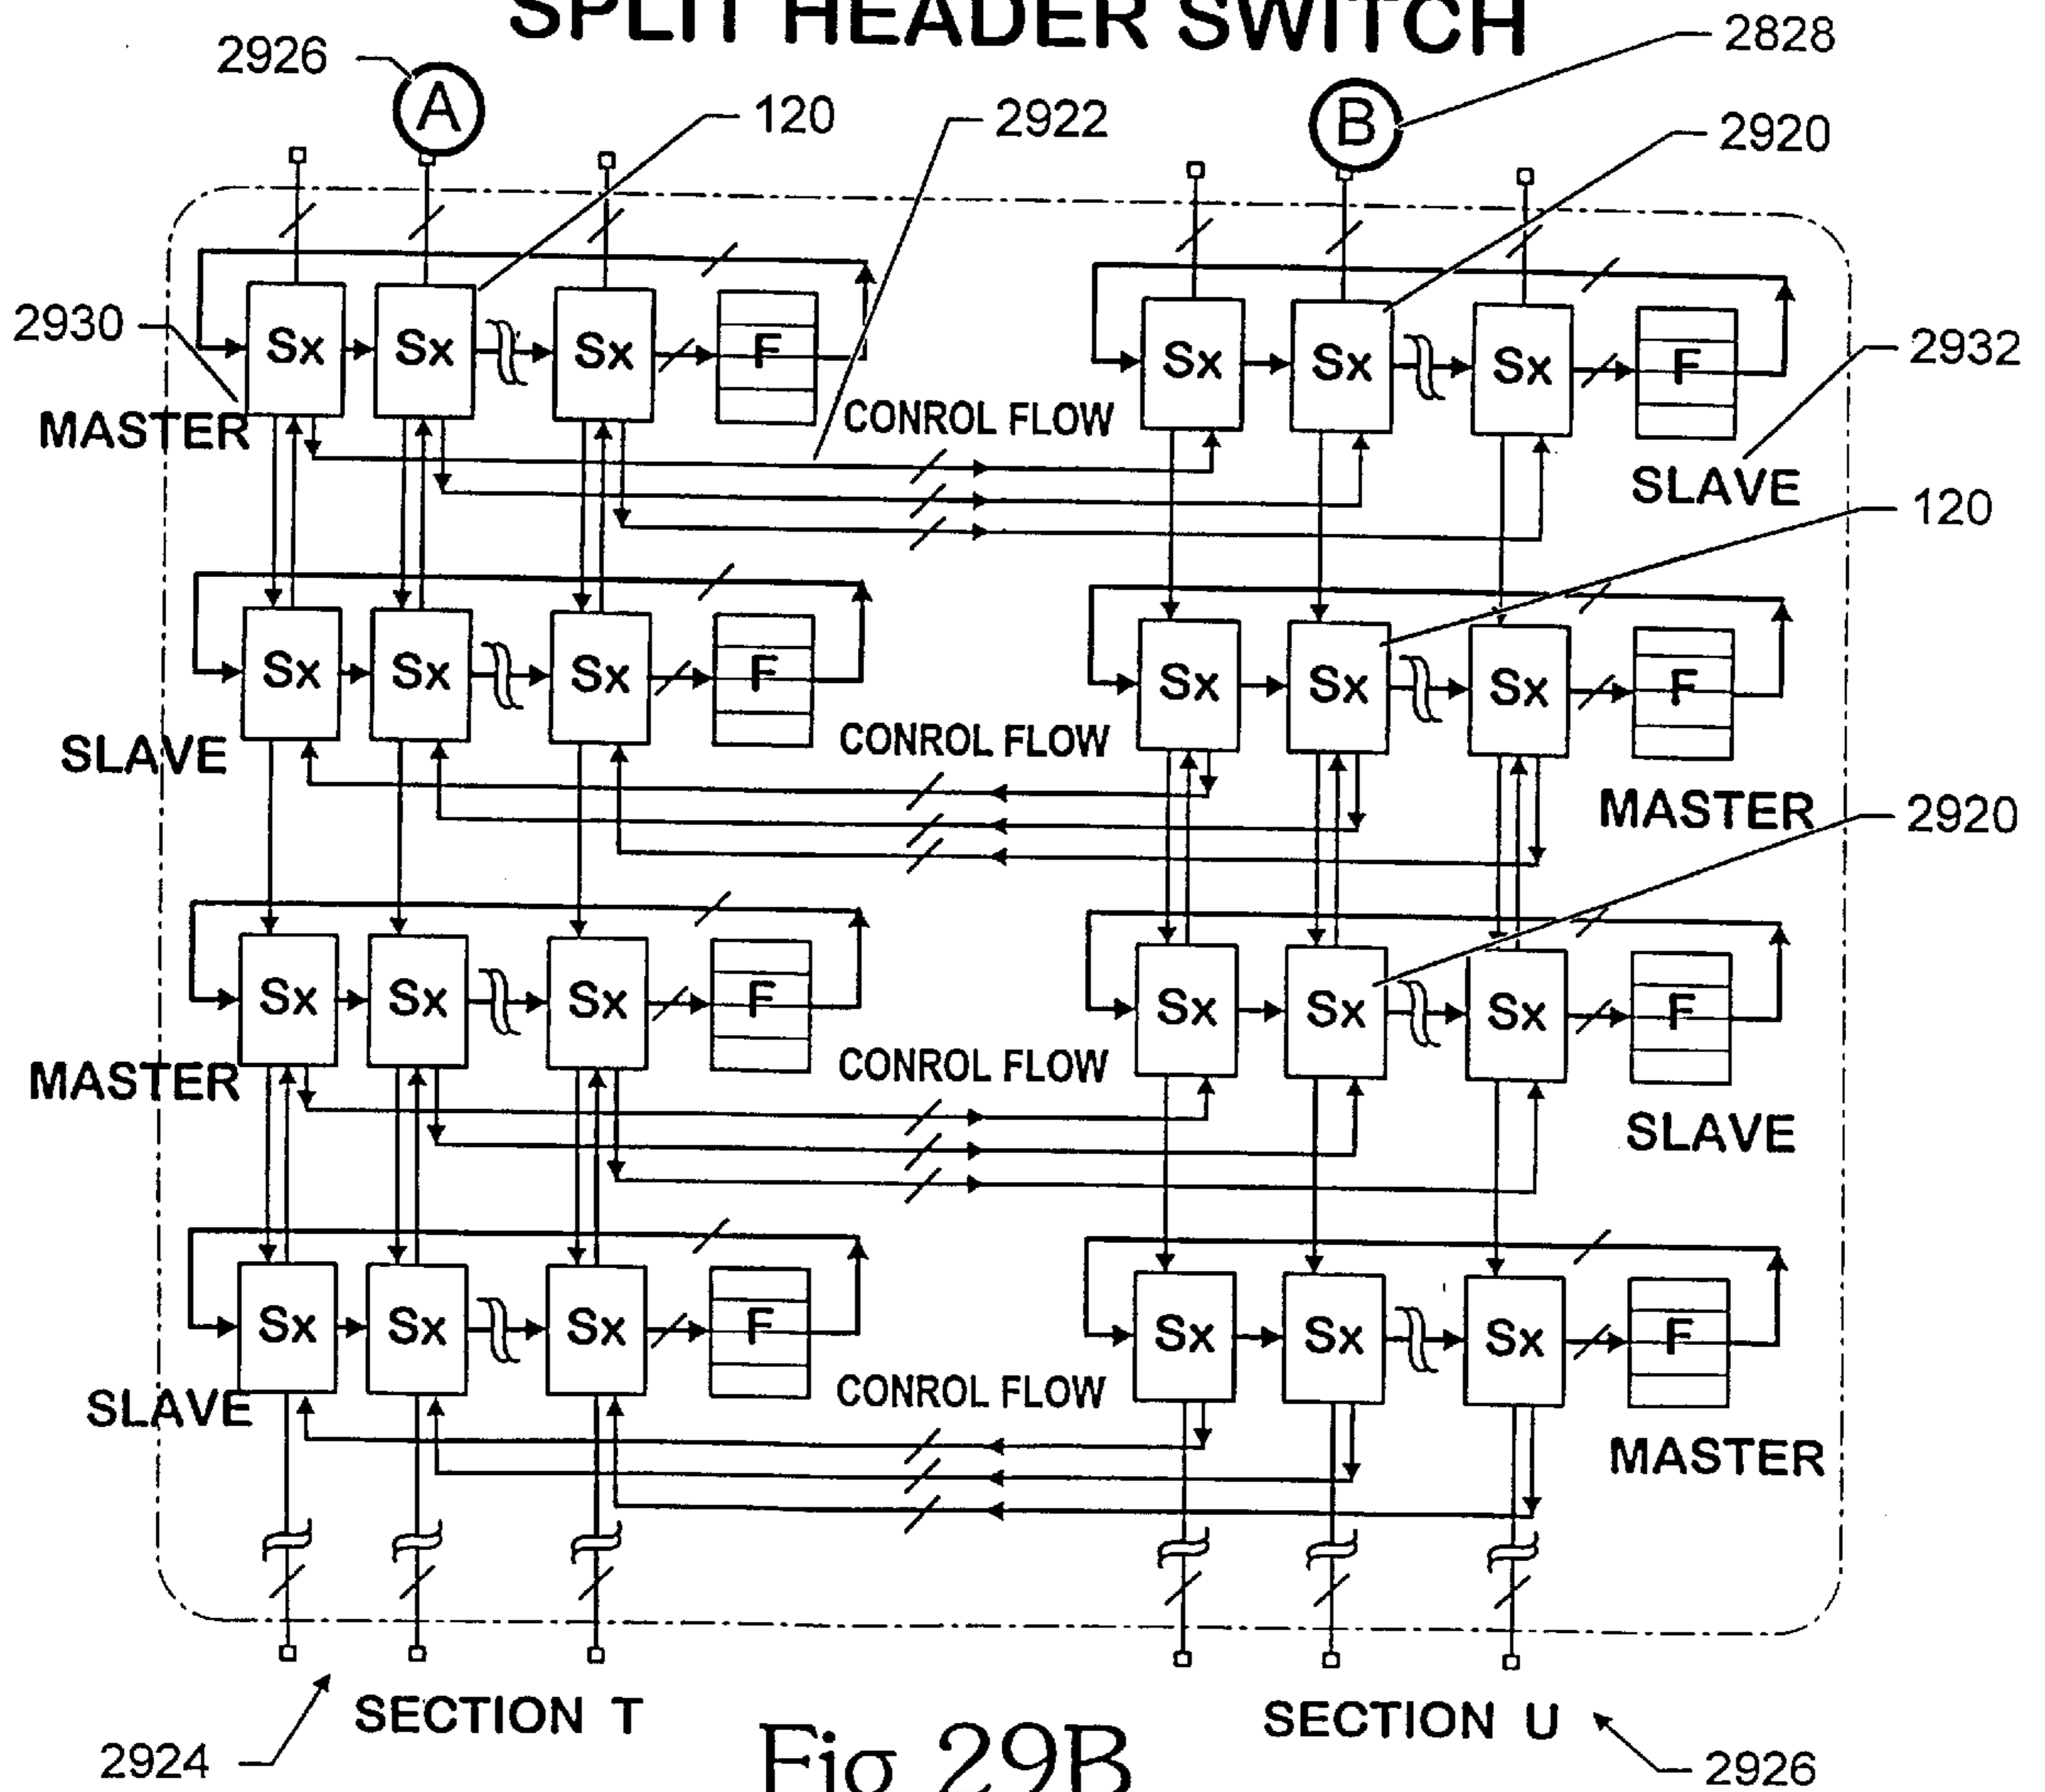 SPLIT HEADER SWITCH
2926
A
120
2922
B
2828
2920
2930
Sx Sx Sx F
Sx Sx Sx F
2932
MASTER
CONROL FLOW
SLAVE
120
Sx Sx Sx F
Sx Sx Sx F
SLAVE
CONROL FLOW
MASTER
2920
Sx Sx Sx F
Sx Sx Sx F
MASTER
CONROL FLOW
SLAVE
Sx Sx Sx F
Sx Sx Sx F
SLAVE
CONROL FLOW
MASTER
SECTION T
SECTION U
2924
Fig 29B
2926